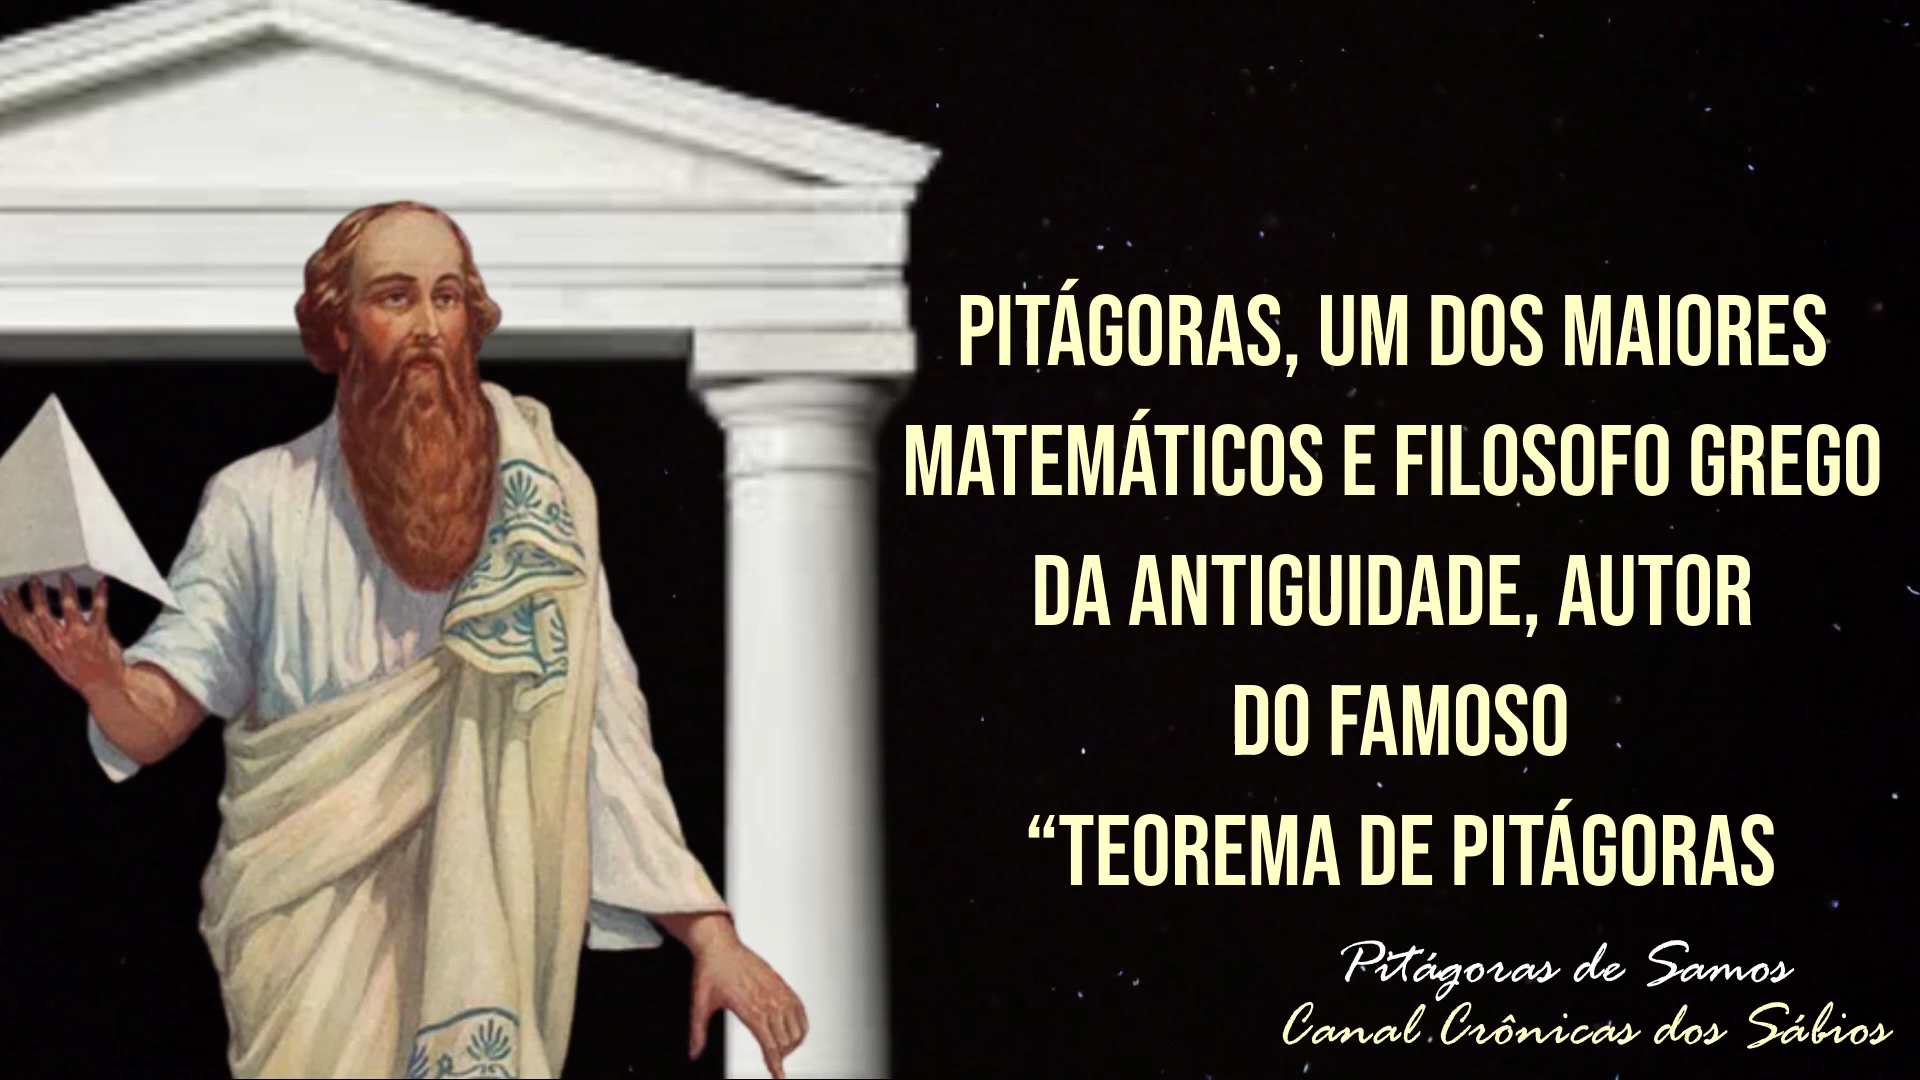 PITÁGORAS, UM DOS MAIORES
MATEMÁTICOS E FILOSOFO GREGO
DA ANTIGUIDADE, AUTOR
DO FAMOSO
“TEOREMA DE PITÁGORAS
Pitágoras de Samos
Canal Crônicas dos Sábios